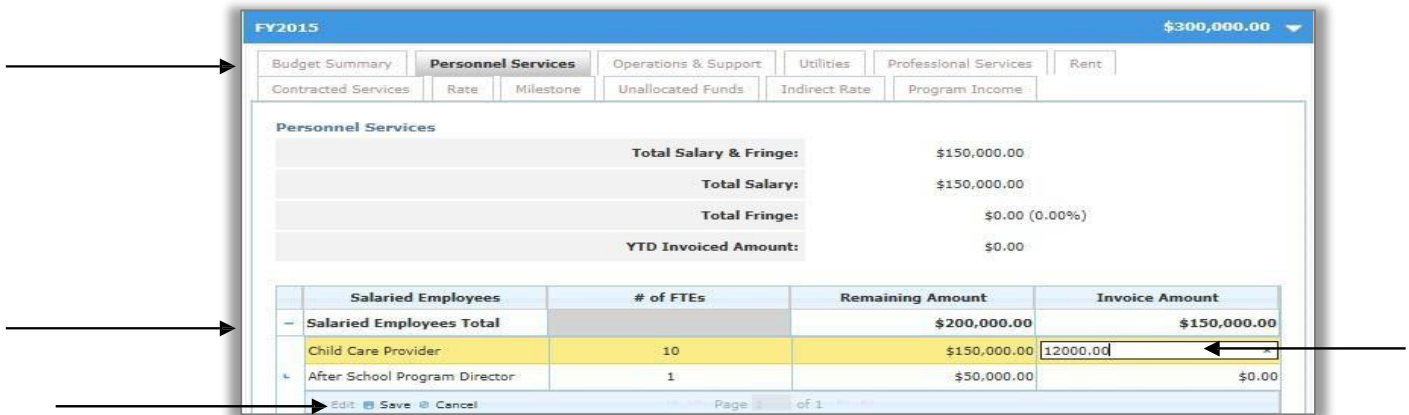 FY2015 $300,000.00
Budget Summary Personnel Services Operations & Support Utilities Professional Services Rent
Contracted Services Rate Milestone Unallocated Funds Indirect Rate Program Income
Personnel Services
Total Salary & Fringe: $150,000.00
Total Salary: $150,000.00
Total Fringe: $0.00 (0.00%)
YTD Invoiced Amount: $0.00
Salaried Employees # of FTEs Remaining Amount Invoice Amount
Salaried Employees Total $200,000.00 $150,000.00
Child Care Provider 10 $150,000.00 12000.00
After School Program Director 1 $50,000.00 $0.00
Edit Save Cancel Page of 1